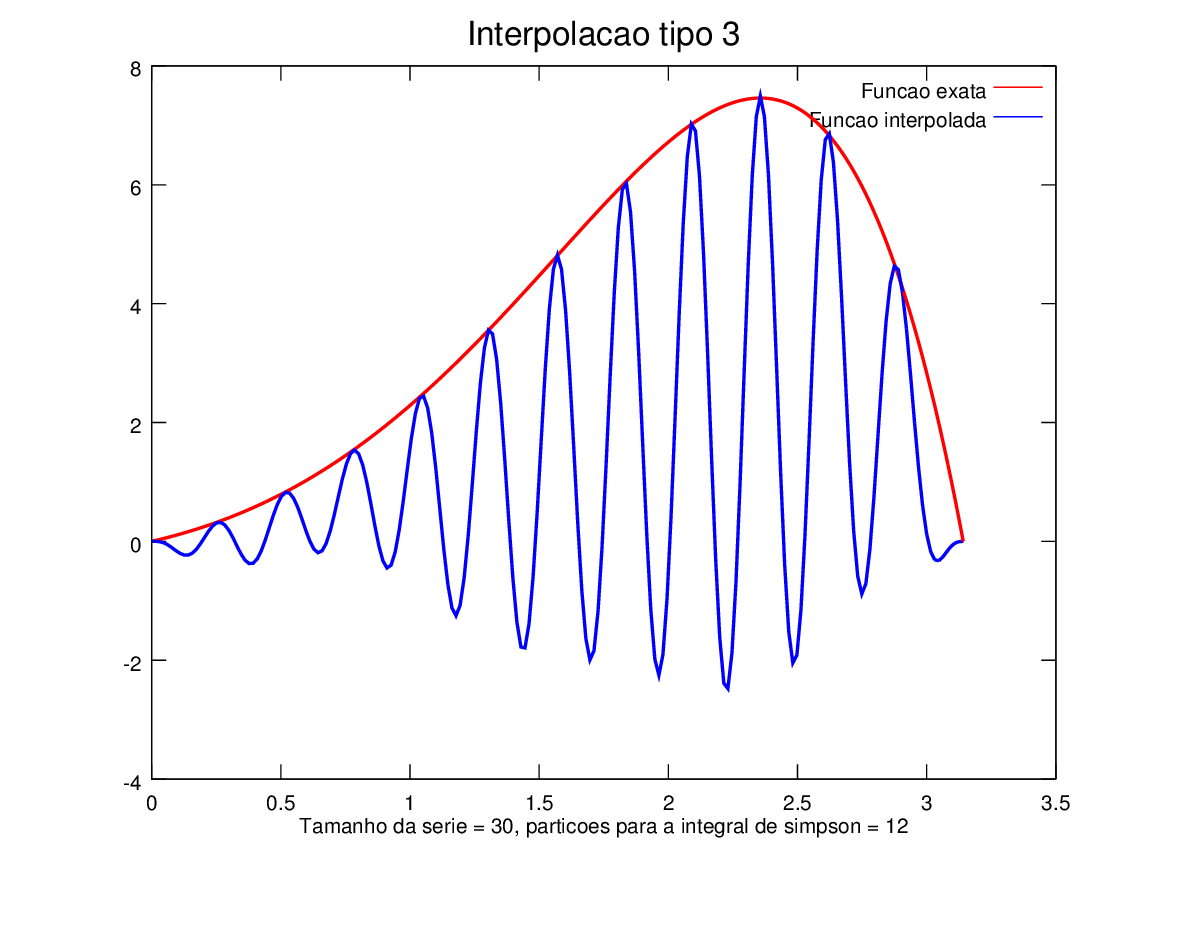 Interpolacao tipo 3
8
Funcao exata
Funcao interpolada
6
4
2
0
-2
-4
0 0.5 1 1.5 2 2.5 3 3.5
Tamanho da serie = 30, particoes para a integral de simpson = 12